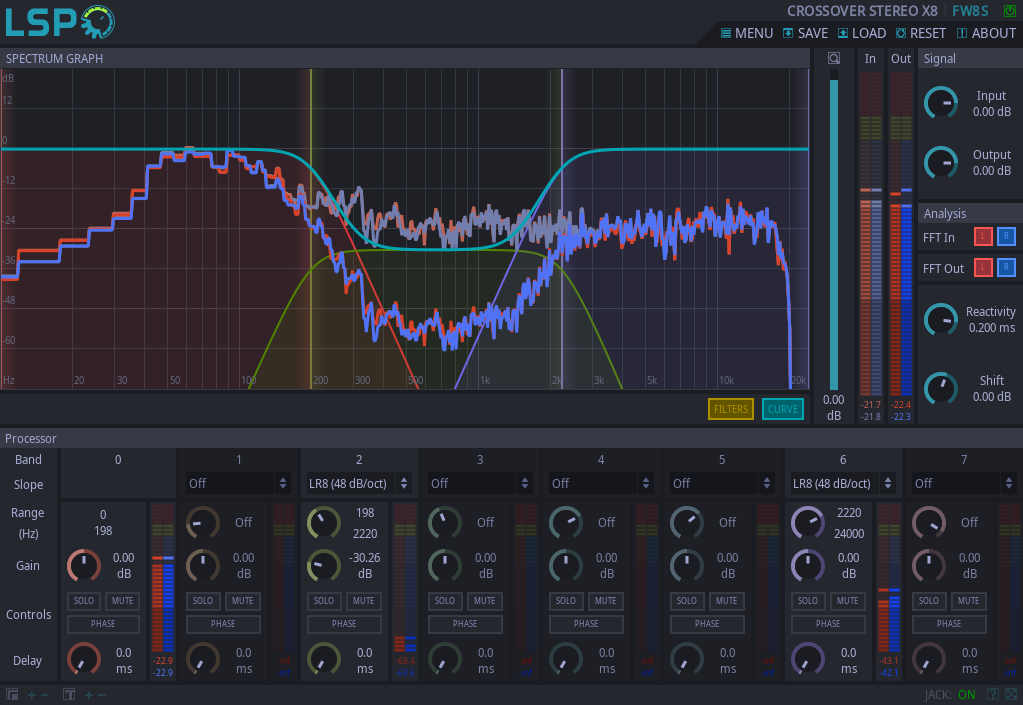 LSP
CROSSOVER STEREO X8 FW8S
MENU SAVE LOAD RESET ABOUT
SPECTRUM GRAPH
In Out
Signal
dB
12
0
-12
-24
-36
-48
-60
Hz 20 30 50 100 200 300 500 1k 2k 3k 5k 10k 20k
FILTERS CURVE
0.00
dB
-21.7 -22.4
-21.8 -22.3
Input
0.00 dB
Output
0.00 dB
Analysis
FFT In L R
FFT Out L R
Reactivity
0.200 ms
Shift
0.00 dB
Processor
Band 0 1 2 3 4 5 6 7
Slope Off LR8 (48 dB/oct) Off Off Off LR8 (48 dB/oct) Off
Range 0 Off 198 Off Off Off 2220 Off
(Hz) 198 2220 24000
Gain 0.00 0.00 -30.26 0.00 0.00 0.00 0.00 0.00
dB dB dB dB dB dB dB dB
Controls
SOLO MUTE SOLO MUTE SOLO MUTE SOLO MUTE SOLO MUTE SOLO MUTE SOLO MUTE SOLO MUTE
PHASE PHASE PHASE PHASE PHASE PHASE PHASE PHASE
Delay 0.0 0.0 0.0 0.0 0.0 0.0 0.0 0.0
ms ms ms ms ms ms ms ms
-22.9 -inf -68.4 -inf -inf -inf -43.1 -inf
-22.9 -inf -inf -inf -inf -42.1 -inf
JACK: ON